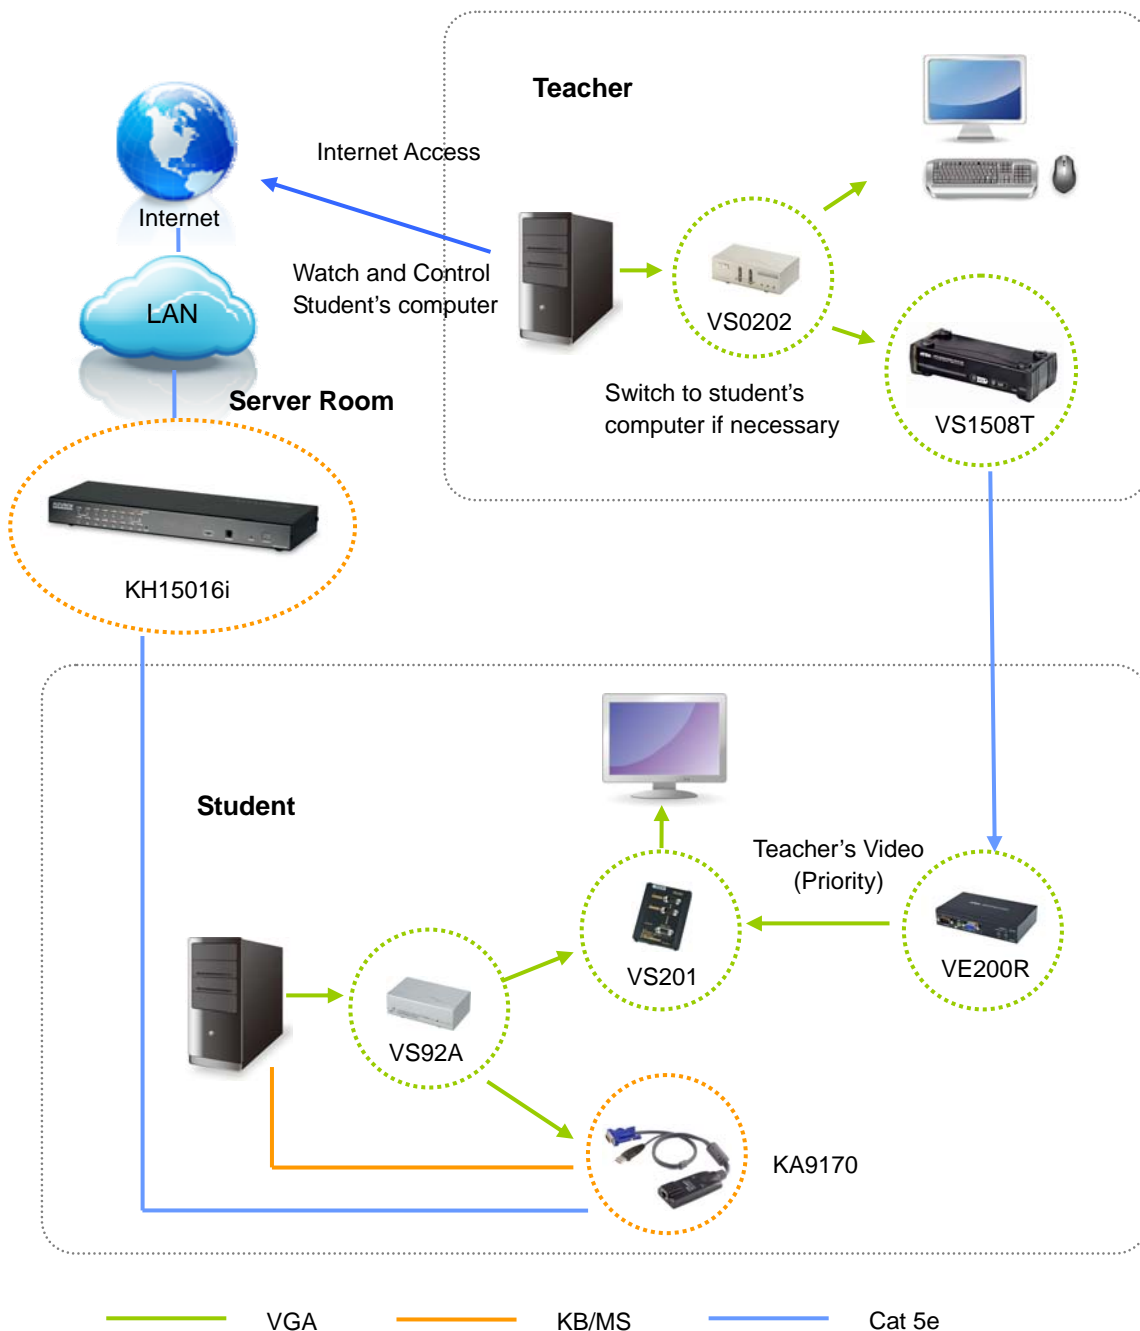 Teacher
Internet Access
Internet
Watch and Control
Student's computer
LAN
VS0202
Server Room
Switch to student's
computer if necessary
VS1508T
KH15016i
Student
Teacher's Video
(Priority)
VS201
VE200R
VS92A
KA9170
VGA
KB/MS
Cat 5e